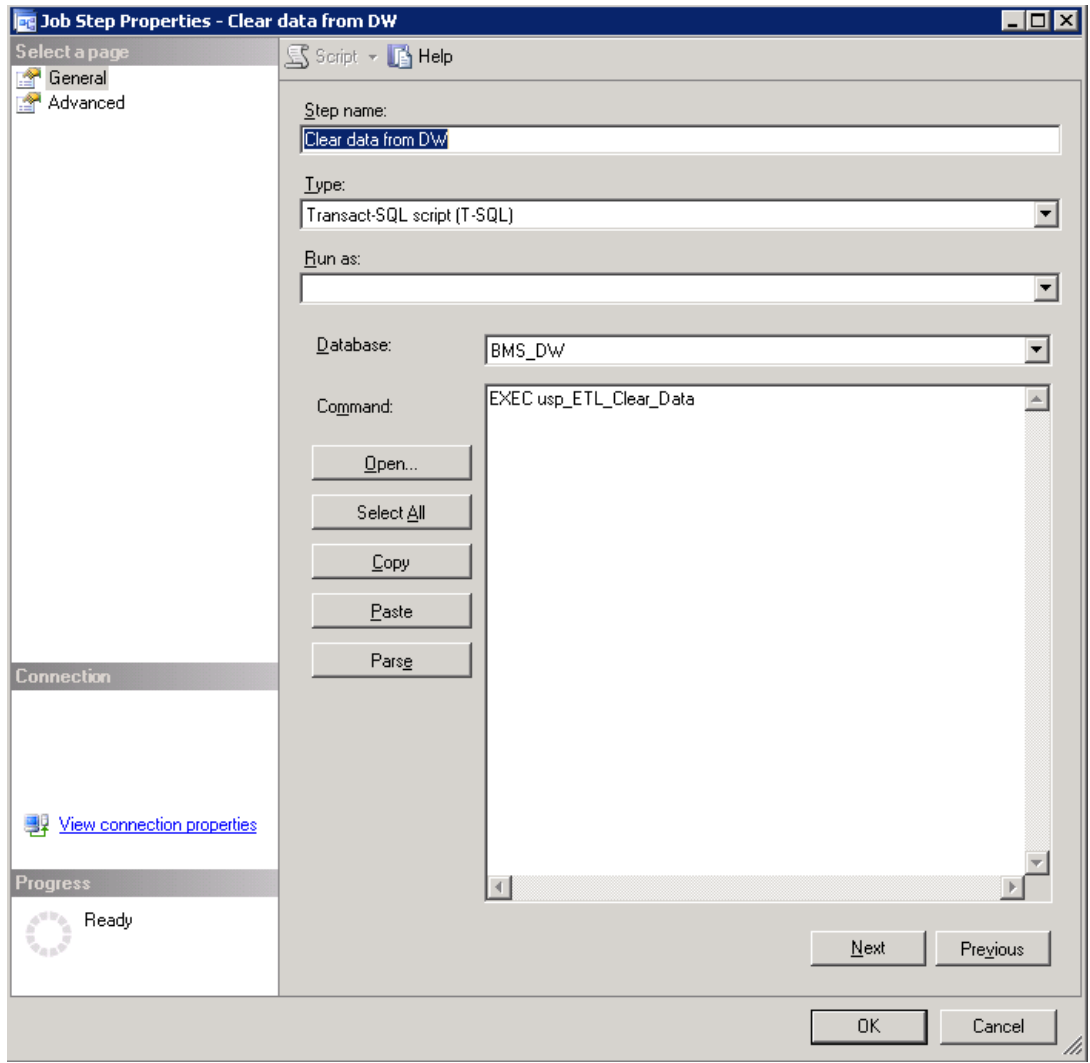 Job Step Properties - Clear data from DW
Select a page
General
Advanced
Script
Help
Step name:
Clear data from DW
Type:
Transact-SQL script (T-SQL)
Run as:
Database:
BMS_DW
Command:
EXEC usp_ETL_Clear_Data
Open...
Select All
Copy
Paste
Parse
Connection
View connection properties
Progress
Ready
Next
Previous
OK
Cancel